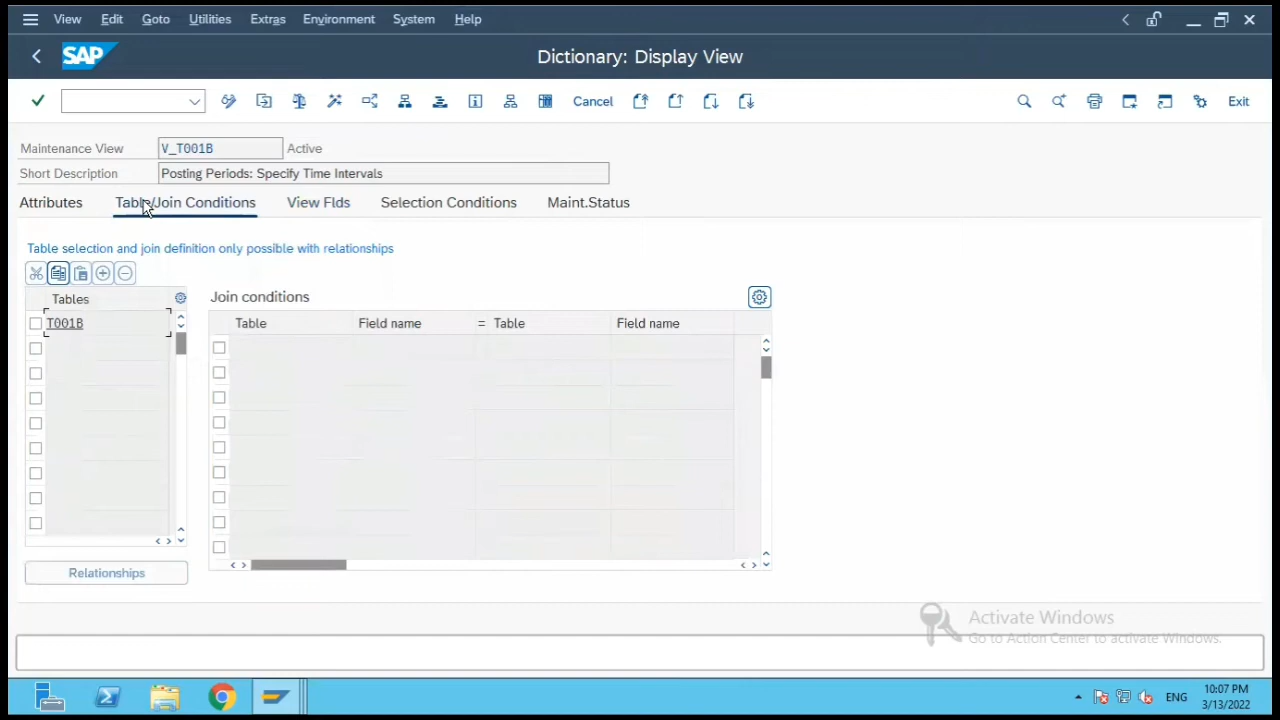 View Edit Goto Utilities Extras Environment System Help
SAP Dictionary: Display View
Cancel Exit
Maintenance View V_T001B Active
Short Description Posting Periods: Specify Time Intervals
Attributes Table/Join Conditions View Flds Selection Conditions Maint.Status
Table selection and join definition only possible with relationships
Tables
T001B
Join conditions
Table Field name = Table Field name
Relationships
Activate Windows
Go to Action Center to activate Windows.
ENG
10:07 PM
3/13/2022